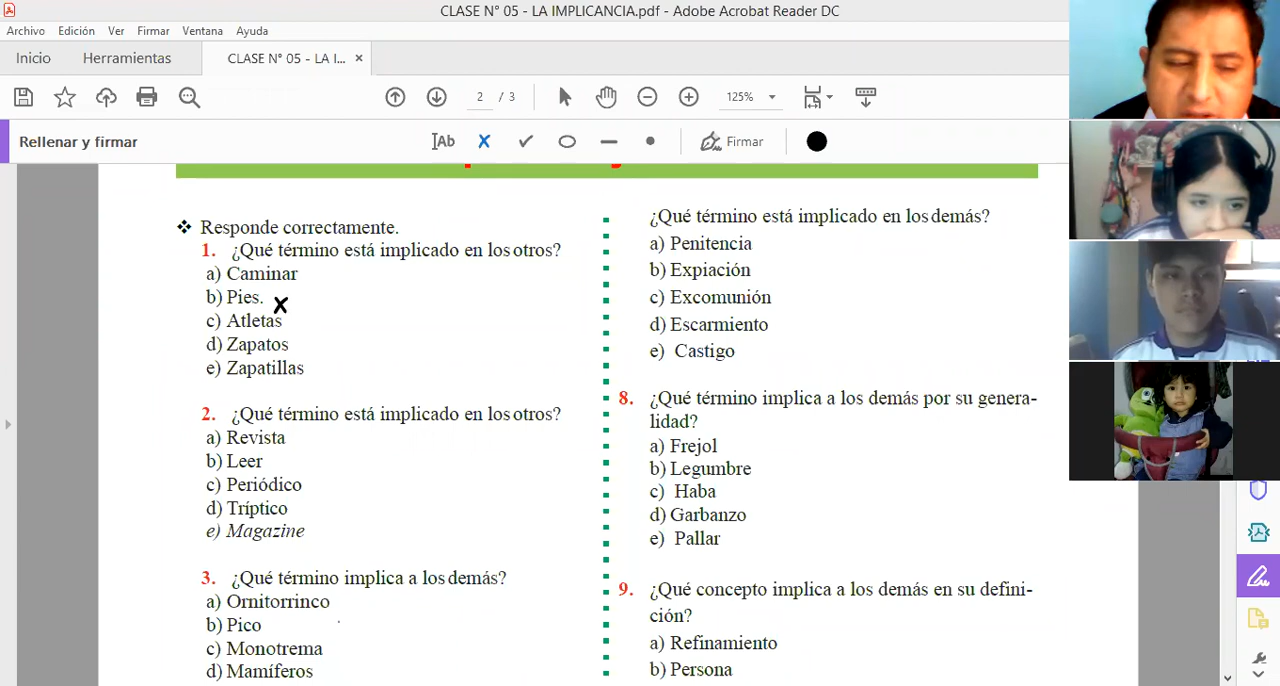 CLASE N° 05 - LA IMPLICANCIA.pdf - Adobe Acrobat Reader DC
Archivo Edición Ver Firmar Ventana Ayuda
Inicio Herramientas CLASE N° 05 - LA I... ×
2 / 3 125%
Rellenar y firmar Ab Firmar
❖ Responde correctamente.
1. ¿Qué término está implicado en los otros?
a) Caminar
b) Pies.
x
c) Atletas
d) Zapatos
e) Zapatillas
2. ¿Qué término está implicado en los otros?
a) Revista
b) Leer
c) Periódico
d) Tríptico
e) Magazine
3. ¿Qué término implica a los demás?
a) Ornitorrinco
b) Pico
c) Monotrema
d) Mamíferos
¿Qué término está implicado en los demás?
a) Penitencia
b) Expiación
c) Excomunión
d) Escarmiento
e) Castigo
8. ¿Qué término implica a los demás por su genera-
lidad?
a) Frejol
b) Legumbre
c) Haba
d) Garbanzo
e) Pallar
9. ¿Qué concepto implica a los demás en su defini-
ción?
a) Refinamiento
b) Persona